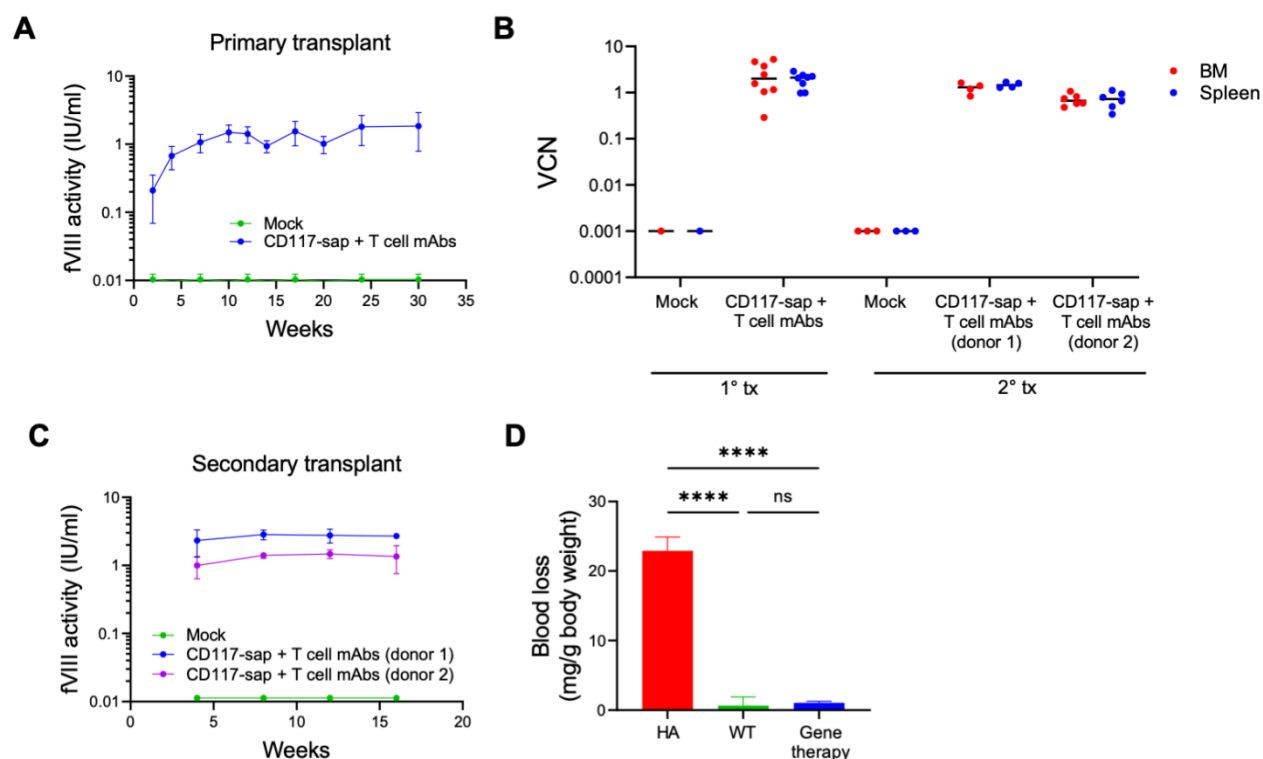 A
Primary transplant
fVIII activity (IU/ml)
10
1
0.1
0.01
Mock
CD117-sap + T cell mAbs
0 5 10 15 20 25 30 35
Weeks
B
VCN
10
1
0.1
0.01
0.001
0.0001
BM
Spleen
Mock
CD117-sap +
T cell mAbs
Mock
CD117-sap +
T cell mAbs
(donor 1)
CD117-sap +
T cell mAbs
(donor 2)
1° tx
2° tx
C
Secondary transplant
fVIII activity (IU/ml)
10
1
0.1
0.01
Mock
CD117-sap + T cell mAbs (donor 1)
CD117-sap + T cell mAbs (donor 2)
0 5 10 15 20
Weeks
D
****
**** ns
Blood loss
(mg/g body weight)
30
20
10
0
HA
WT
Gene
therapy